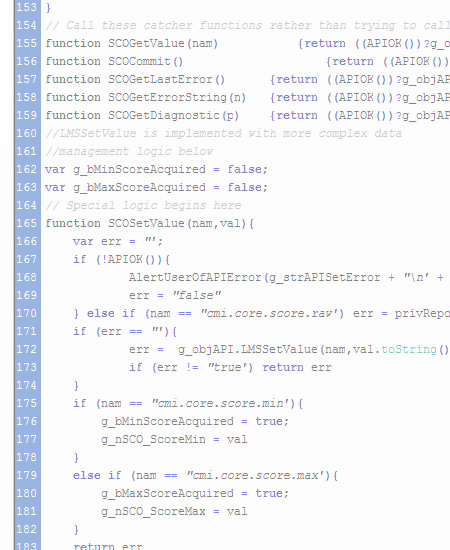 153 }
154 // Call these catcher functions rather than trying to call
155 function SCOGetValue(nam) {return ((APIOK())?g_o
156 function SCOCommit() {return ((APIOK())
157 function SCOGetLastError() {return ((APIOK())?g_objAP
158 function SCOGetErrorString(n) {return ((APIOK())?g_objAP
159 function SCOGetDiagnostic(p) {return ((APIOK())?g_objAP
160 //LMSSetValue is implemented with more complex data
161 //management logic below
162 var g_bMinScoreAcquired = false;
163 var g_bMaxScoreAcquired = false;
164 // Special logic begins here
165 function SCOSetValue(nam,val){
166 var err = "";
167 if (!APIOK()){
168 AlertUserOfAPIError(g_strAPISetError + "\n" +
169 err = "false"
170 } else if (nam == "cmi.core.score.raw") err = privRepo
171 if (err == ""){
172 err = g_objAPI.LMSSetValue(nam,val.toString()
173 if (err != "true") return err
174 }
175 if (nam == "cmi.core.score.min"){
176 g_bMinScoreAcquired = true;
177 g_nSCO_ScoreMin = val
178 }
179 else if (nam == "cmi.core.score.max"){
180 g_bMaxScoreAcquired = true;
181 g_nSCO_ScoreMax = val
182 }
183 return err